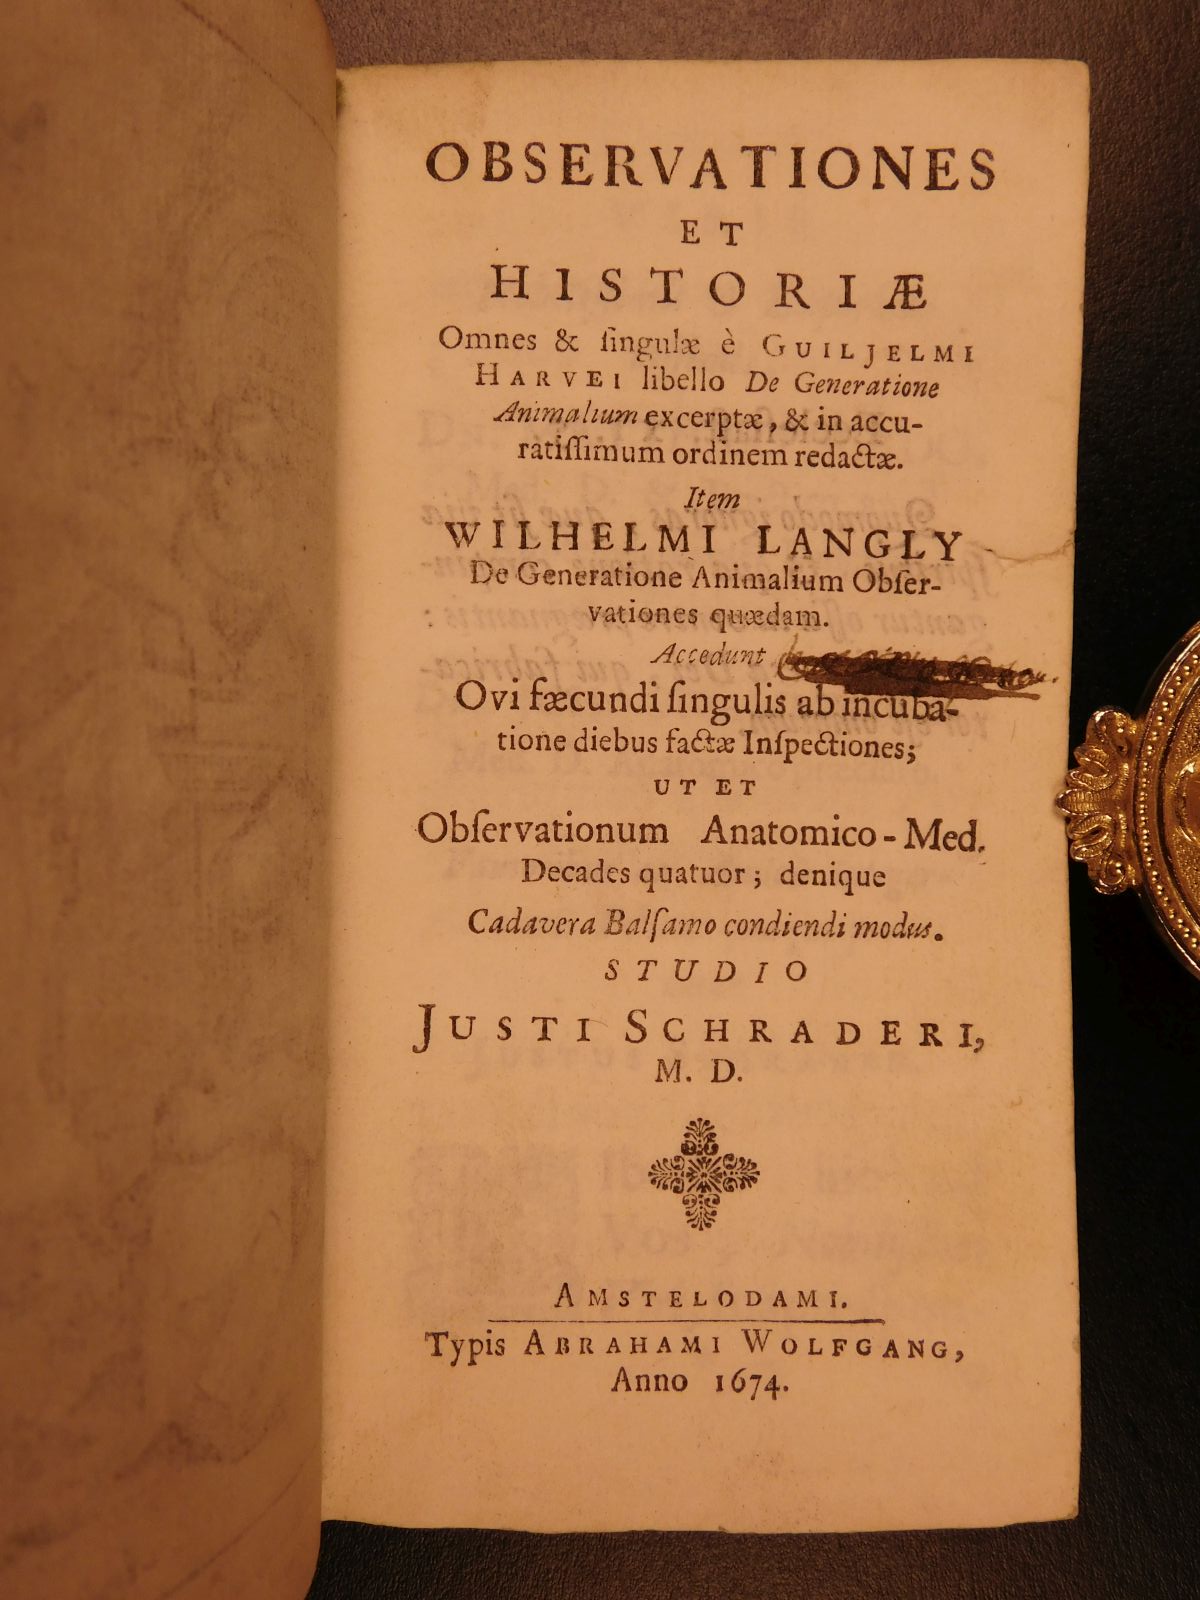 OBSERVATIONES
ET
HISTORIÆ
Omnes & ſingulæ è GUILJELMI
HARVEI libello De Generatione
Animalium excerptæ, & in accu-
ratiſſimum ordinem redactæ.
Item
WILHELMI LANGLY
De Generatione Animalium Obſer-
vationes quædam.
Accedunt
Ovi fæcundi ſingulis ab incuba-
tione diebus factæ Inſpectiones;
UT ET
Obſervationum Anatomico-Med.
Decades quatuor; denique
Cadavera Balſamo condiendi modus.
STUDIO
JUSTI SCHRADERI,
M. D.
AMSTELODAMI.
Typis ABRAHAMI WOLFGANG,
Anno 1674.